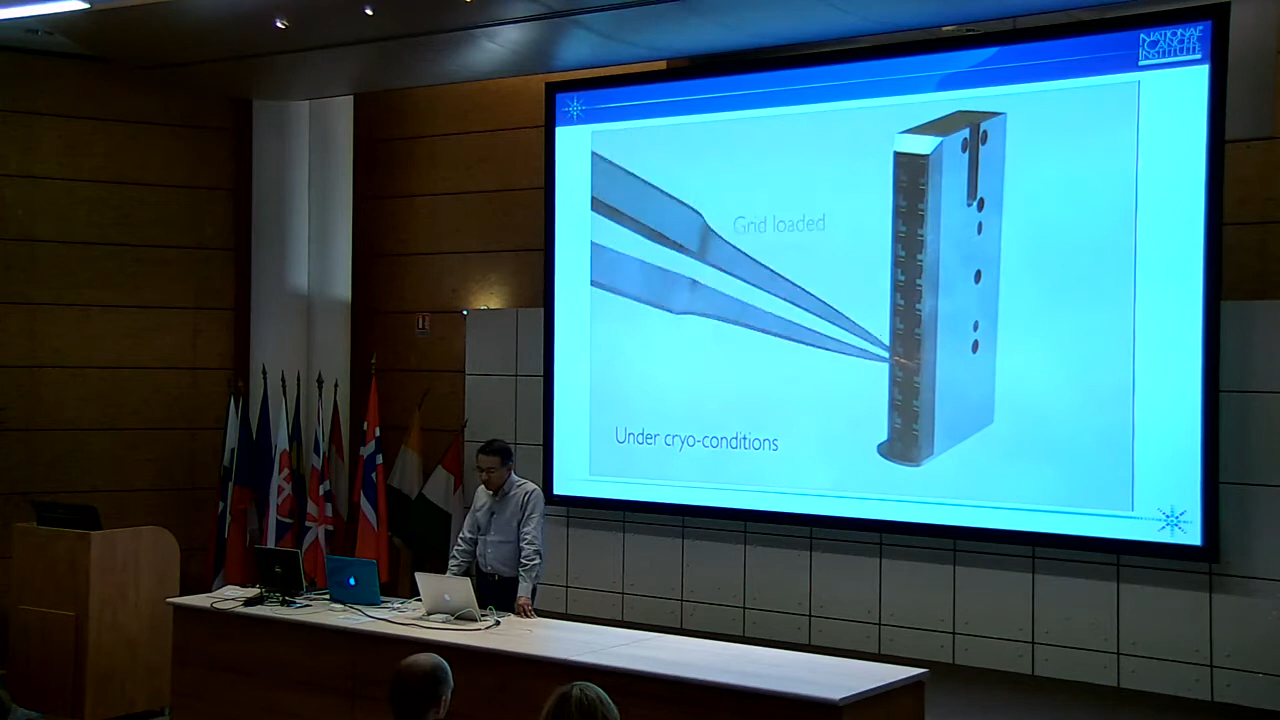 NATIONAL
CANCER
INSTITUTE
Grid loaded
Under cryo-conditions